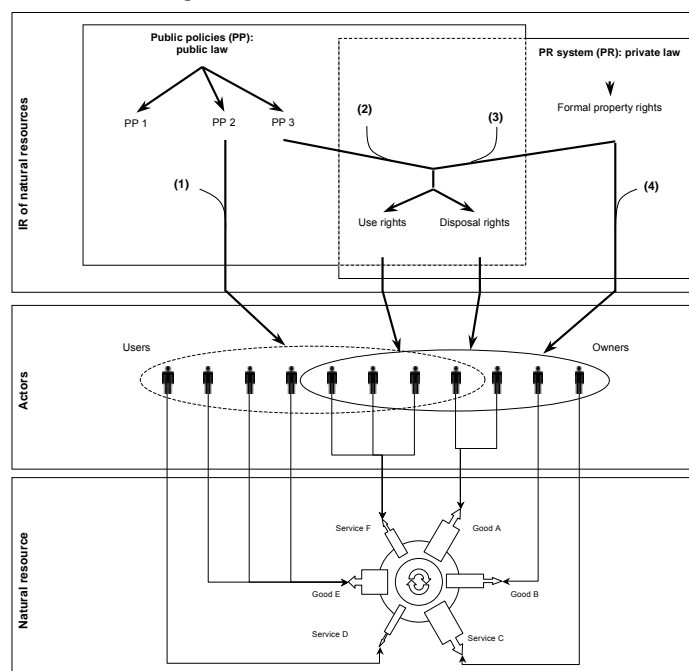 Public policies (PP):
public law
PR system (PR): private law
PP 1
PP 2
PP 3
(2)
(3)
Formal property rights
(1)
(4)
Use rights
Disposal rights
IR of natural resources
Users
Owners
Actors
Service F
Good A
Good E
Good B
Service D
Service C
Natural resource